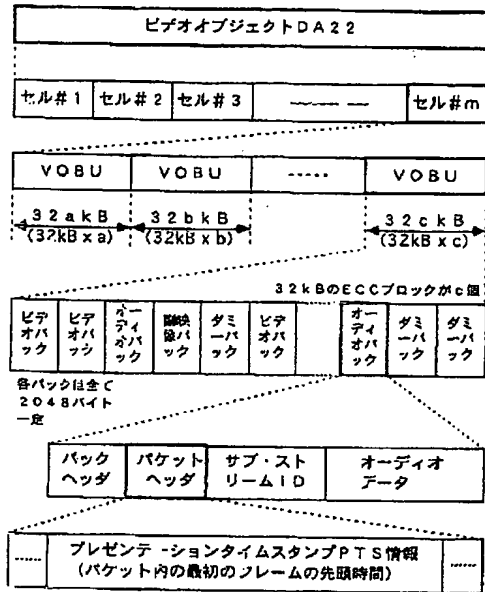 ビデオオブジェクトDA22
セル#1 セル#2 セル#3 ――― セル#m
VOBU VOBU ····· VOBU
32akB 32bkB 32ckB
(32kB x a) (32kB x b) (32kB x c)
32kBのECCブロックがc個
ビデオパック ビデオパック オーディオパック 副映像パック ダミーパック ビデオパック オーディオパック ダミーパック ダミーパック
各パックは全て
2048バイト
一定
パックヘッダ パケットヘッダ サブ・ストリームID オーディオデータ
...... プレゼンテーションタイムスタンプPTS情報 ......
(パケット内の最初のフレームの先頭時間)